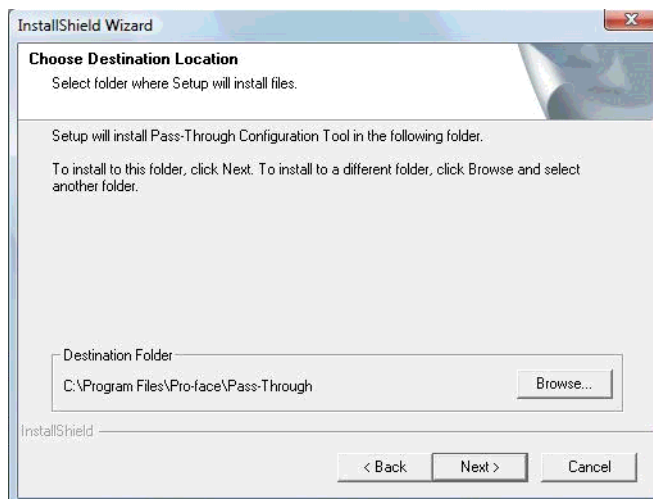 InstallShield Wizard
Choose Destination Location
Select folder where Setup will install files.
Setup will install Pass-Through Configuration Tool in the following folder.
To install to this folder, click Next. To install to a different folder, click Browse and select
another folder.
Destination Folder
C:\Program Files\Pro-face\Pass-Through
Browse...
InstallShield
< Back
Next >
Cancel